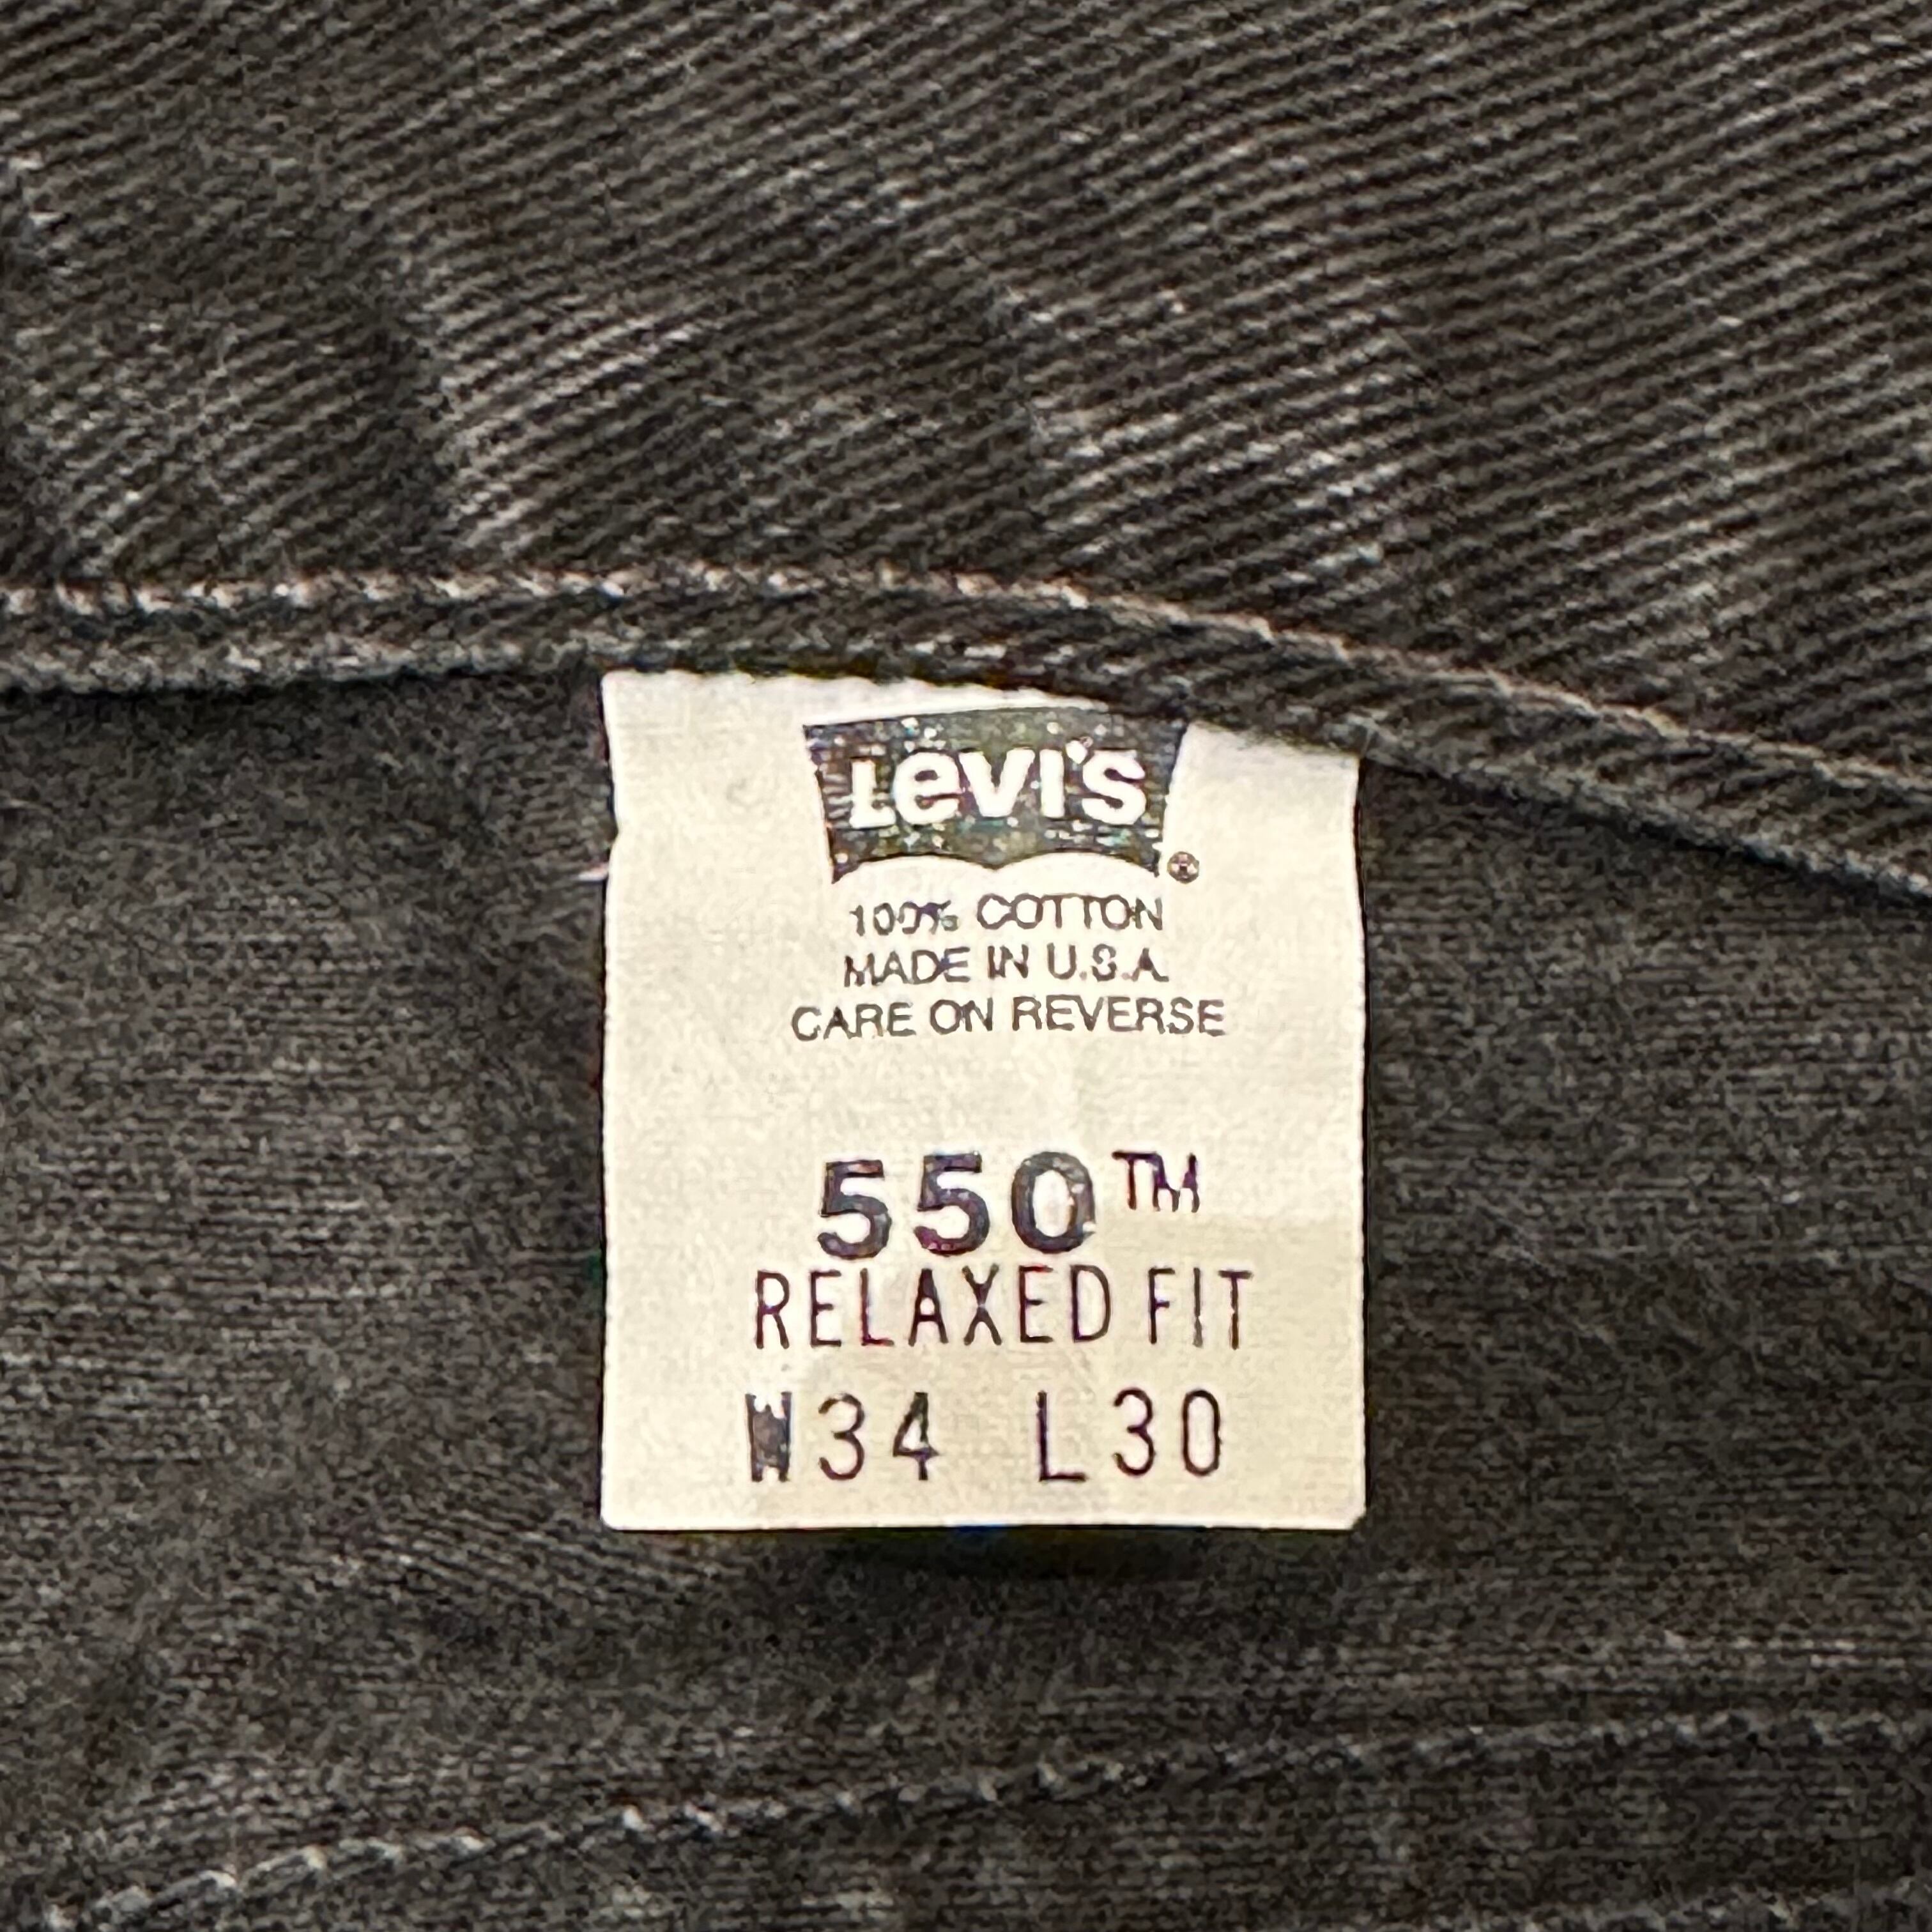 Levi's ®
100% COTTON
MADE IN U.S.A.
CARE ON REVERSE
550™
RELAXED FIT
W34 L30